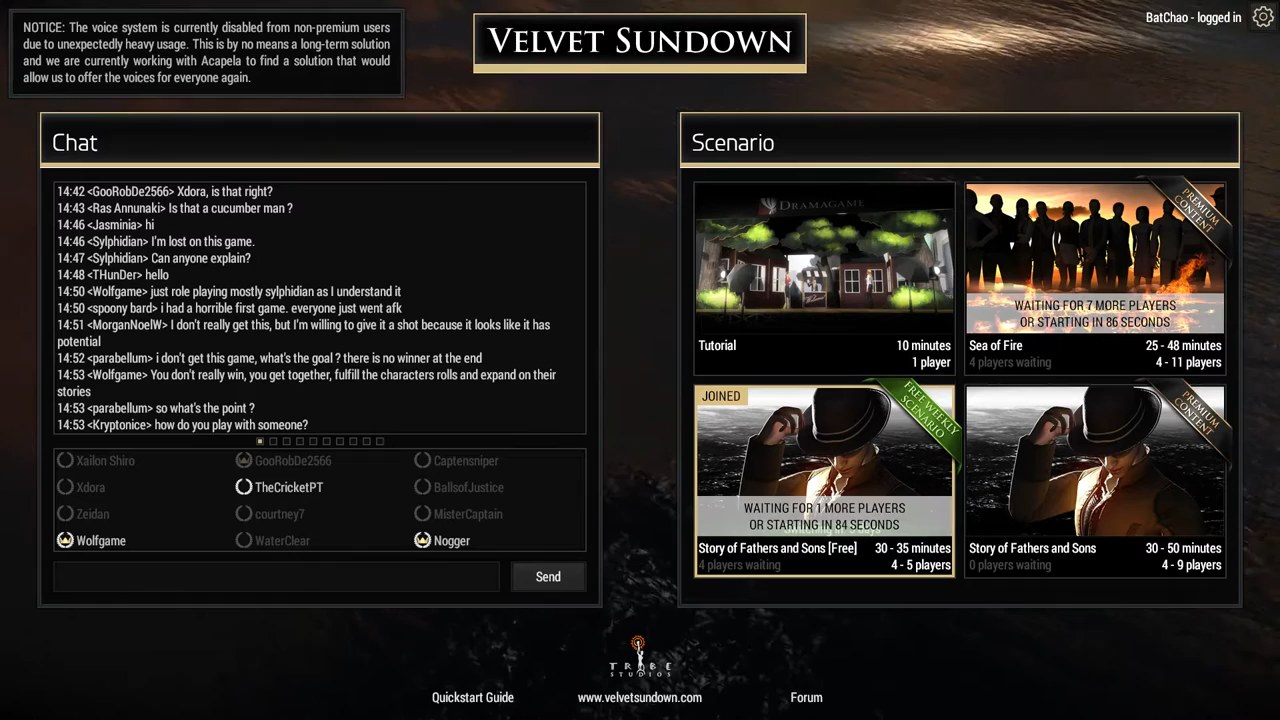 NOTICE: The voice system is currently disabled from non-premium users
due to unexpectedly heavy usage. This is by no means a long-term solution
and we are currently working with Acapela to find a solution that would
allow us to offer the voices for everyone again.
VELVET SUNDOWN
BatChao - logged in
Chat
14:42 <GooRobDe2566> Xdora, is that right?
14:43 <Ras Annunaki> Is that a cucumber man ?
14:46 <Jasminia> hi
14:46 <Sylphidian> I'm lost on this game.
14:47 <Sylphidian> Can anyone explain?
14:48 <THunDer> hello
14:50 <Wolfgame> just role playing mostly sylphidian as I understand it
14:50 <spoony bard> i had a horrible first game. everyone just went afk
14:51 <MorganNoelW> I don't really get this, but I'm willing to give it a shot because it looks like it has
potential
14:52 <parabellum> i don't get this game, what's the goal ? there is no winner at the end
14:53 <Wolfgame> You don't really win, you get together, fulfill the characters rolls and expand on their
stories
14:53 <parabellum> so what's the point ?
14:53 <Kryptonice> how do you play with someone?
Xailon Shiro
GooRobDe2566
Captensniper
Xdora
TheCricketPT
BallsofJustice
Zeidan
courtney7
MisterCaptain
Wolfgame
WaterClear
Nogger
Send
Scenario
DRAMAGAME
Tutorial
10 minutes
1 player
PREMIUM
CONTENT
WAITING FOR 7 MORE PLAYERS
OR STARTING IN 86 SECONDS
Sea of Fire
25 - 48 minutes
4 players waiting
4 - 11 players
JOINED
FREE WEEKLY
SCENARIO
WAITING FOR 1 MORE PLAYERS
OR STARTING IN 84 SECONDS
Story of Fathers and Sons [Free]
30 - 35 minutes
4 players waiting
4 - 5 players
PREMIUM
CONTENT
Story of Fathers and Sons
30 - 50 minutes
0 players waiting
4 - 9 players
TRIBE
STUDIOS
Quickstart Guide
www.velvetsundown.com
Forum